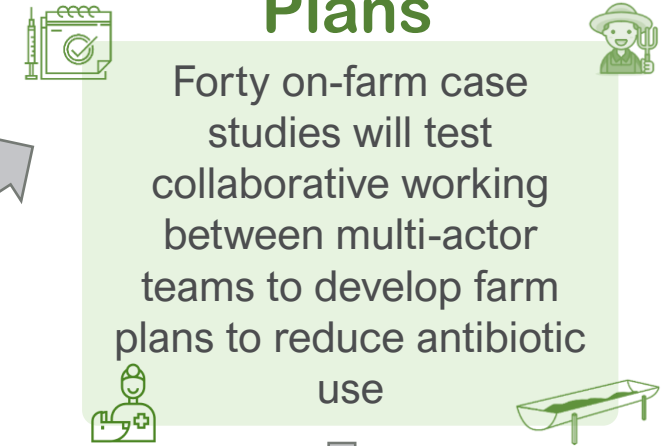 Plans
Forty on-farm case
studies will test
collaborative working
between multi-actor
teams to develop farm
plans to reduce antibiotic
use